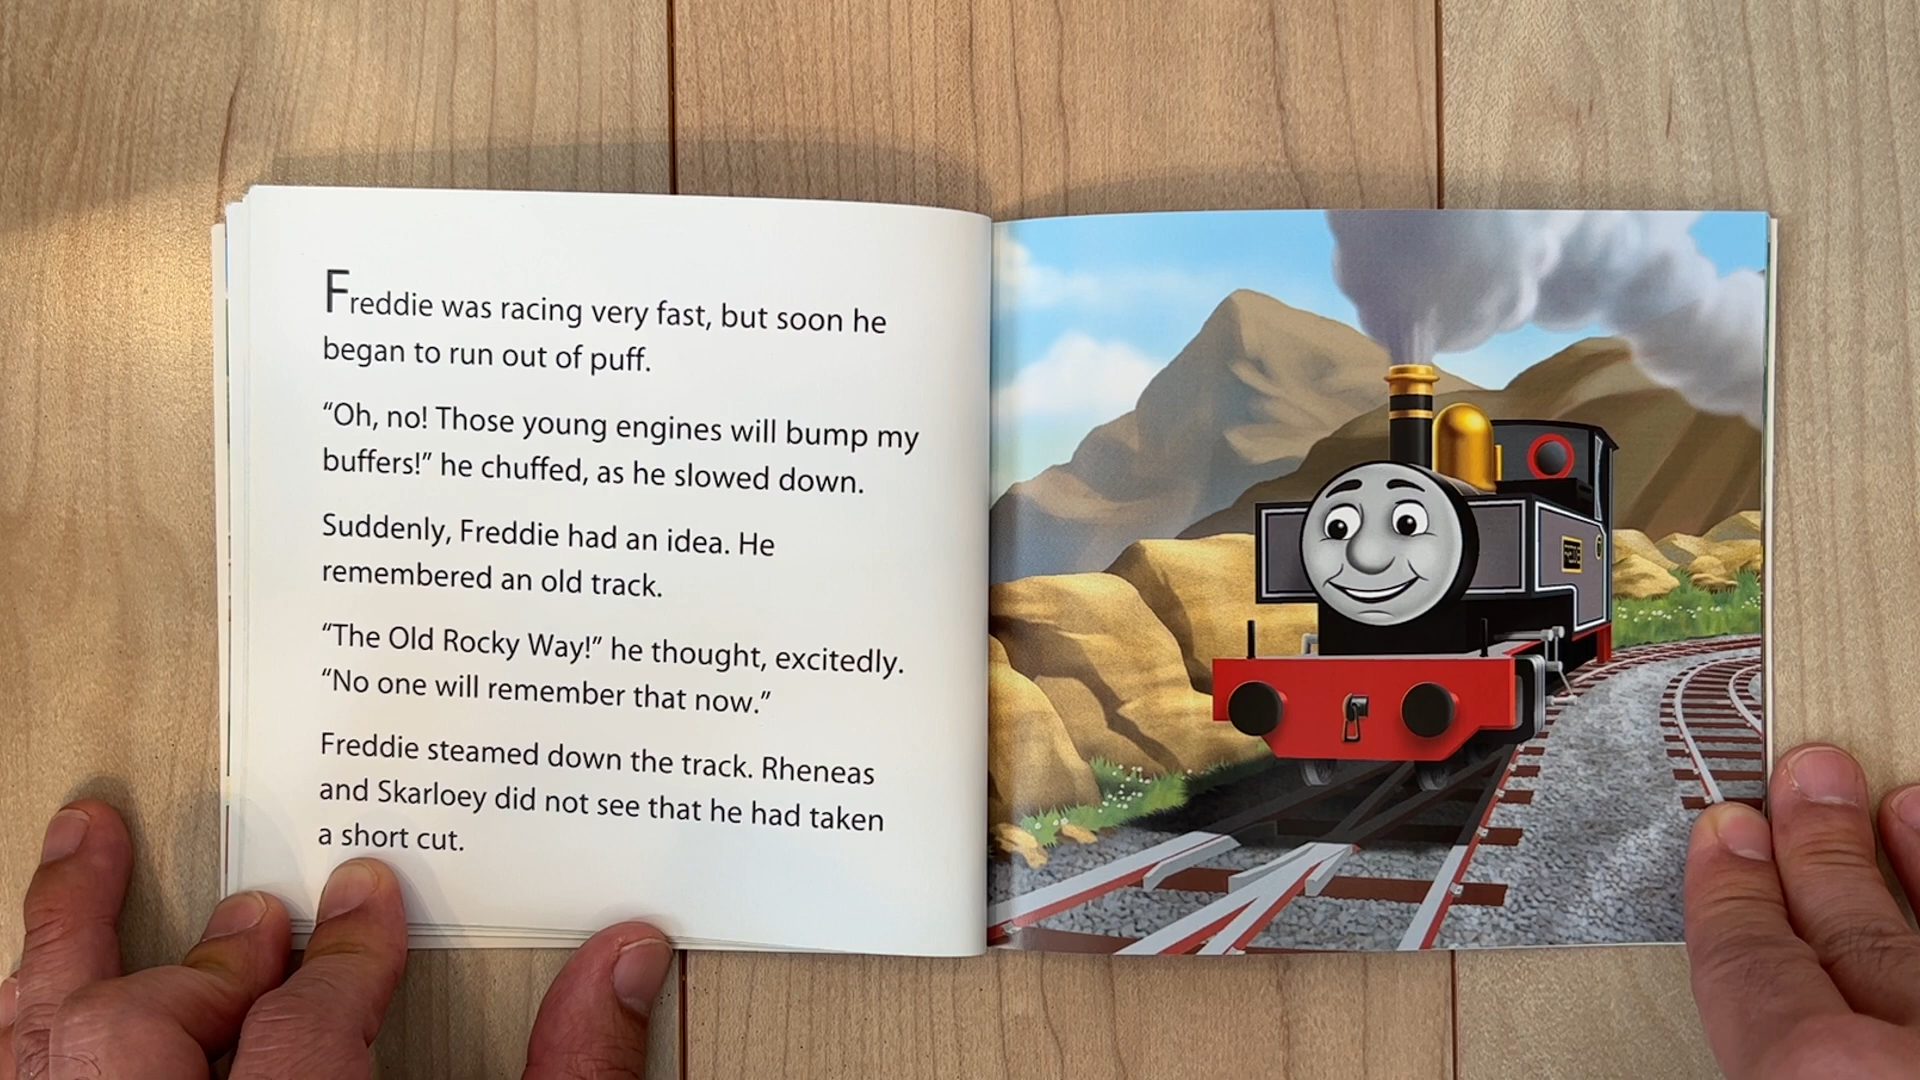 Freddie was racing very fast, but soon he
began to run out of puff.
“Oh, no! Those young engines will bump my
buffers!” he chuffed, as he slowed down.
Suddenly, Freddie had an idea. He
remembered an old track.
“The Old Rocky Way!” he thought, excitedly.
“No one will remember that now.”
Freddie steamed down the track. Rheneas
and Skarloey did not see that he had taken
a short cut.